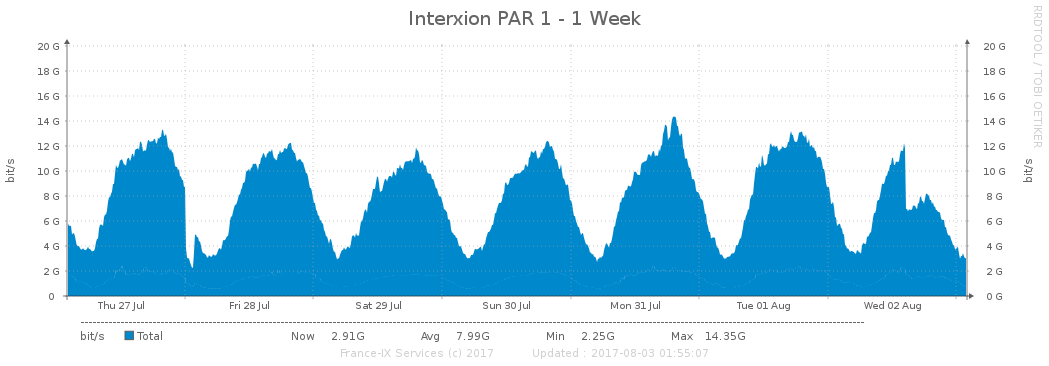 Interxion PAR 1 - 1 Week
RRDTOOL / TOBI OETIKER
bit/s
20 G 20 G
18 G 18 G
16 G 16 G
14 G 14 G
12 G 12 G
10 G 10 G
8 G 8 G
6 G 6 G
4 G 4 G
2 G 2 G
0 0 G
bit/s
Thu 27 Jul Fri 28 Jul Sat 29 Jul Sun 30 Jul Mon 31 Jul Tue 01 Aug Wed 02 Aug
bit/s Total Now 2.91G Avg 7.99G Min 2.25G Max 14.35G
France-IX Services (c) 2017 Updated : 2017-08-03 01:55:07